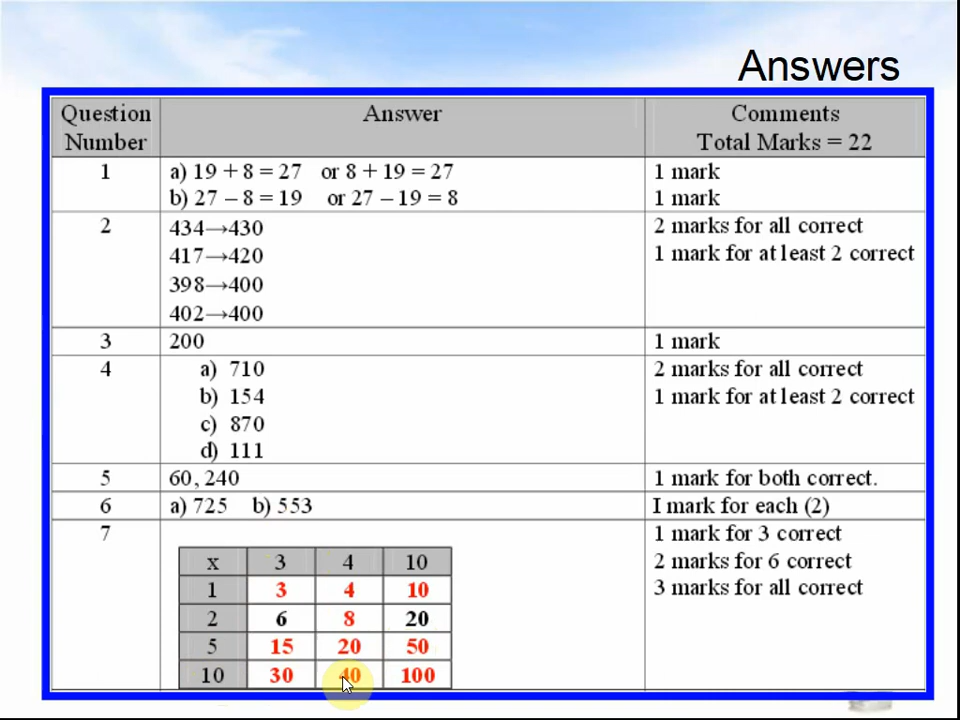 Answers
Question Number Answer Comments Total Marks = 22
1 a) 19 + 8 = 27 or 8 + 19 = 27 1 mark
b) 27 – 8 = 19 or 27 – 19 = 8 1 mark
2 434→430 2 marks for all correct
417→420 1 mark for at least 2 correct
398→400
402→400
3 200 1 mark
4 a) 710 2 marks for all correct
b) 154 1 mark for at least 2 correct
c) 870
d) 111
5 60, 240 1 mark for both correct.
6 a) 725 b) 553 I mark for each (2)
7 1 mark for 3 correct
2 marks for 6 correct
3 marks for all correct
x 3 4 10
1 3 4 10
2 6 8 20
5 15 20 50
10 30 40 100